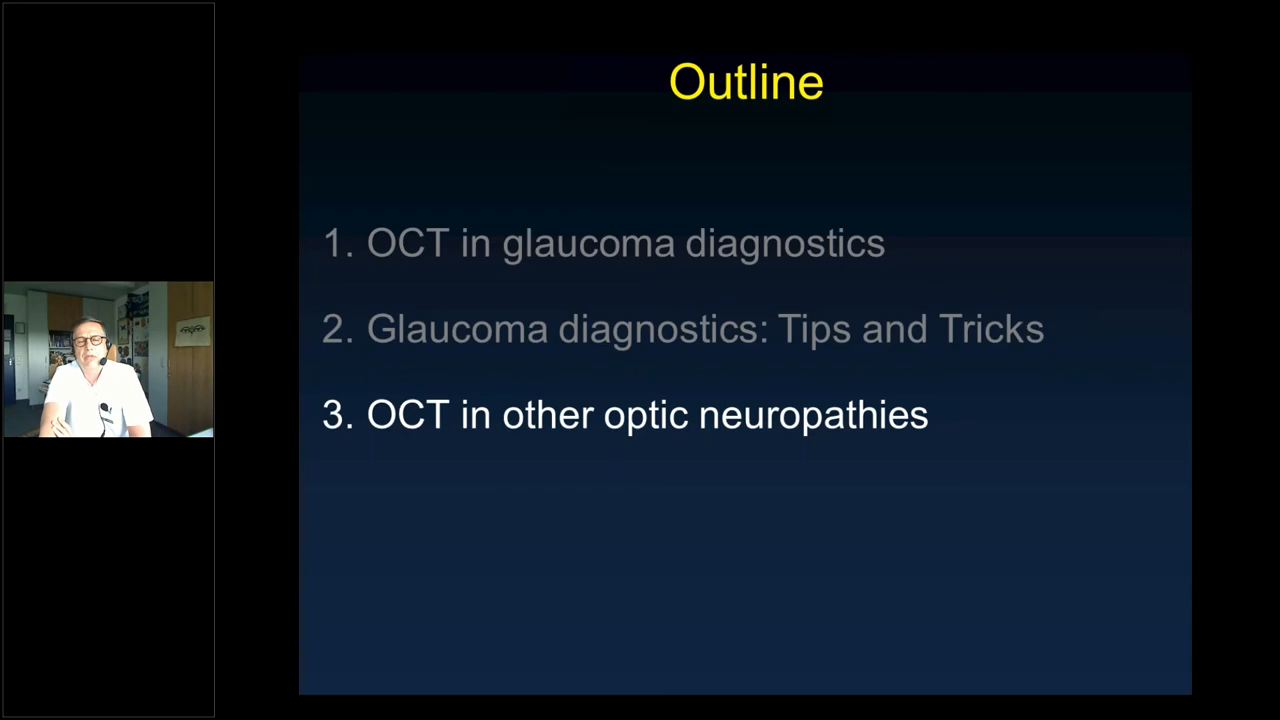 Outline
1. OCT in glaucoma diagnostics
2. Glaucoma diagnostics: Tips and Tricks
3. OCT in other optic neuropathies